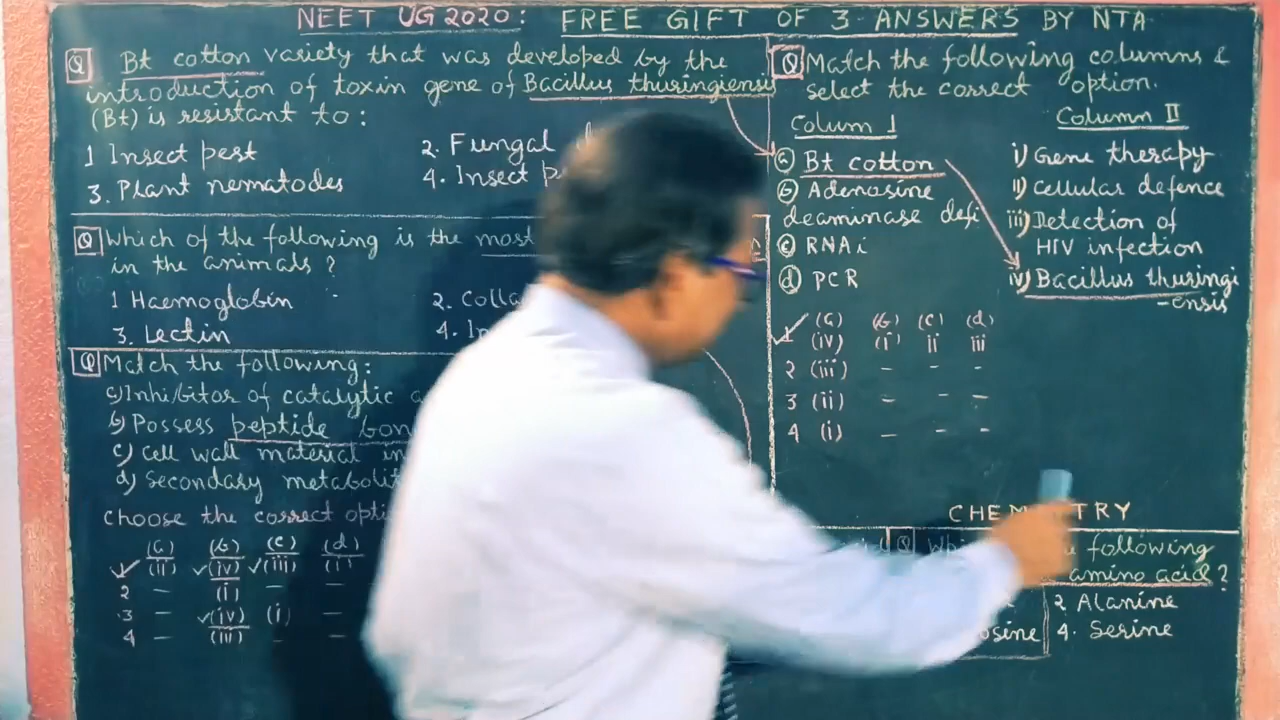 NEET UG 2020: FREE GIFT OF 3 ANSWERS BY NTA
Q Bt cotton variety that was developed by the
introduction of toxin gene of Bacillus thuringiensis
(Bt) is resistant to:
1 Insect pest
2. Fungal
3. Plant nematodes
4. Insect
Q Which of the following is the most
in the animals?
1 Haemoglobin
2.
3. Lectin
4.
Q Match the following:
a) Inhibitor of catalytic
b) Possess peptide
c) Cell wall material in
d) Secondary
Choose the correct
(a) (b) (c) (d)
(ii) (iv) (iii) (i)
2 - (i) - -
3 - (iv) (i) -
4 - (iii) - -
Q Match the following columns &
select the correct option.
Column I
Column II
a) Bt cotton
b) Adenosine
deaminase defi
c) RNAi
d) PCR
i) Gene therapy
ii) Cellular defence
iii) Detection of
HIV infection
iv) Bacillus thuringi
-ensis
(a) (b) (c) (d)
1 (iv) (i) ii iii
2 (iii) - - -
3 (ii) - - -
4 (i) - - -
Q
following
amino acid?
2 Alanine
4. Serine